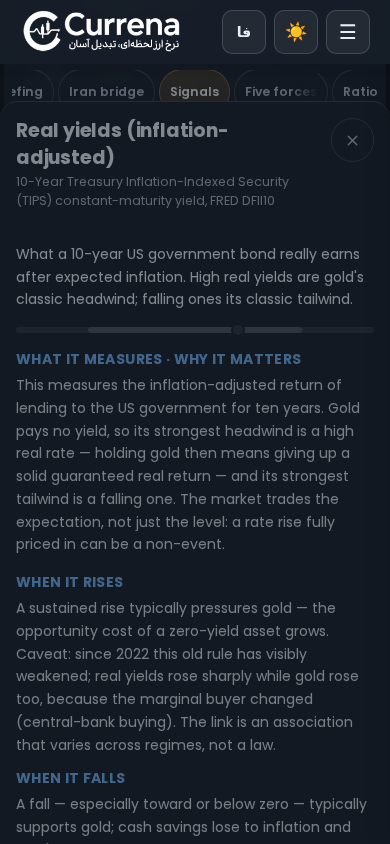 Currena
نرخ ارز لحظه‌ای، تبدیل آسان
فا
Iran bridge
Signals
Five forces
Ratio
Real yields (inflation-
adjusted)
10-Year Treasury Inflation-Indexed Security
(TIPS) constant-maturity yield, FRED DFII10
What a 10-year US government bond really earns
after expected inflation. High real yields are gold's
classic headwind; falling ones its classic tailwind.
WHAT IT MEASURES · WHY IT MATTERS
This measures the inflation-adjusted return of
lending to the US government for ten years. Gold
pays no yield, so its strongest headwind is a high
real rate — holding gold then means giving up a
solid guaranteed real return — and its strongest
tailwind is a falling one. The market trades the
expectation, not just the level: a rate rise fully
priced in can be a non-event.
WHEN IT RISES
A sustained rise typically pressures gold — the
opportunity cost of a zero-yield asset grows.
Caveat: since 2022 this old rule has visibly
weakened; real yields rose sharply while gold rose
too, because the marginal buyer changed
(central-bank buying). The link is an association
that varies across regimes, not a law.
WHEN IT FALLS
A fall — especially toward or below zero — typically
supports gold; cash savings lose to inflation and